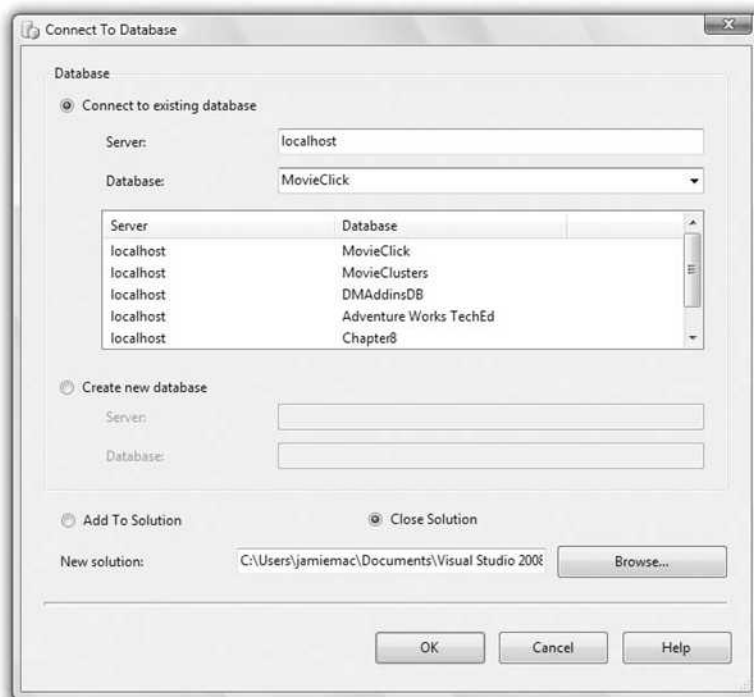 Connect To Database
Database
Connect to existing database
Server: localhost
Database: MovieClick
Server Database
localhost MovieClick
localhost MovieClusters
localhost DMAddinsDB
localhost Adventure Works TechEd
localhost Chapter8
Create new database
Server:
Database:
Add To Solution Close Solution
New solution: C:\Users\jamiemac\Documents\Visual Studio 2008 Browse...
OK Cancel Help